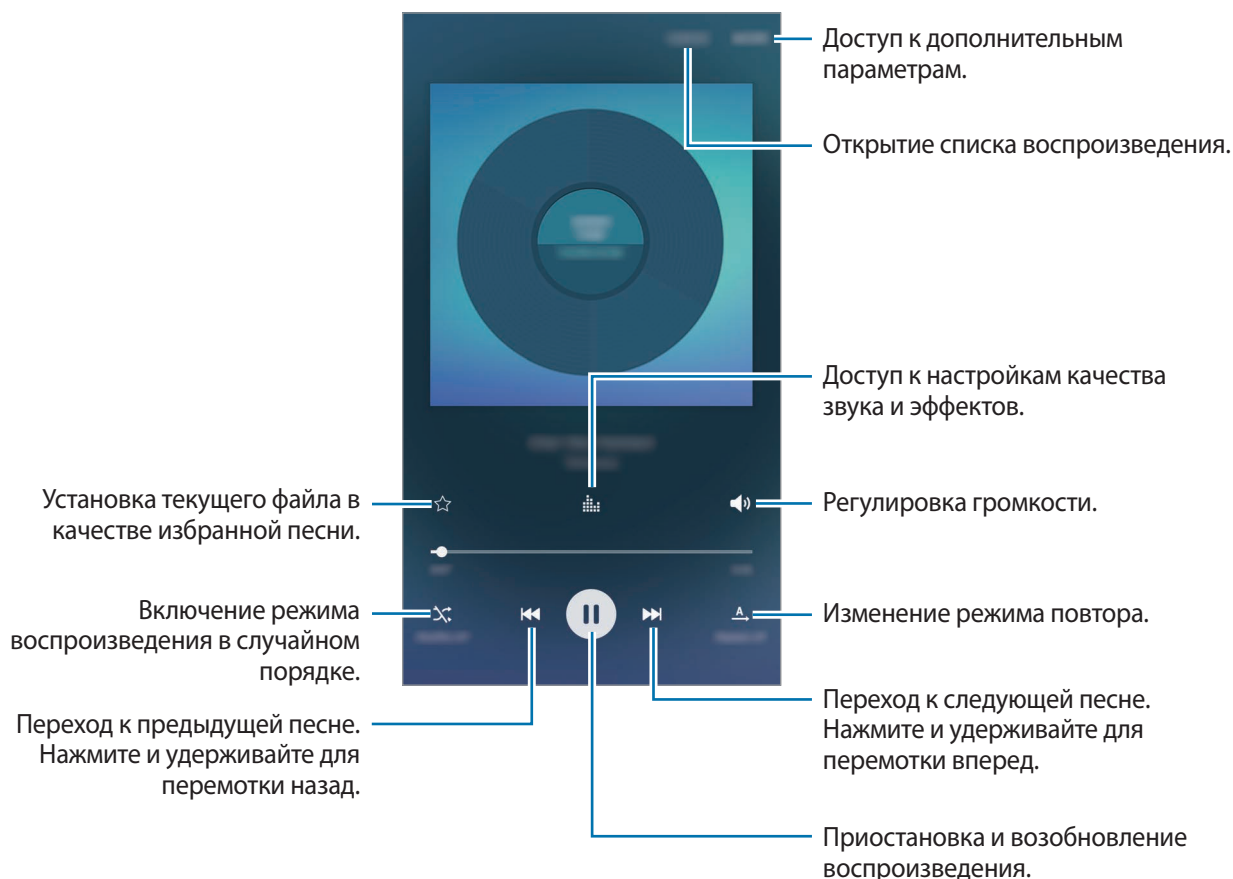 Доступ к дополнительным
параметрам.
Открытие списка воспроизведения.
Доступ к настройкам качества
звука и эффектов.
Установка текущего файла в
качестве избранной песни.
Регулировка громкости.
Включение режима
воспроизведения в случайном
порядке.
A
Изменение режима повтора.
Переход к предыдущей песне.
Нажмите и удерживайте для
перемотки назад.
Переход к следующей песне.
Нажмите и удерживайте для
перемотки вперед.
Приостановка и возобновление
воспроизведения.